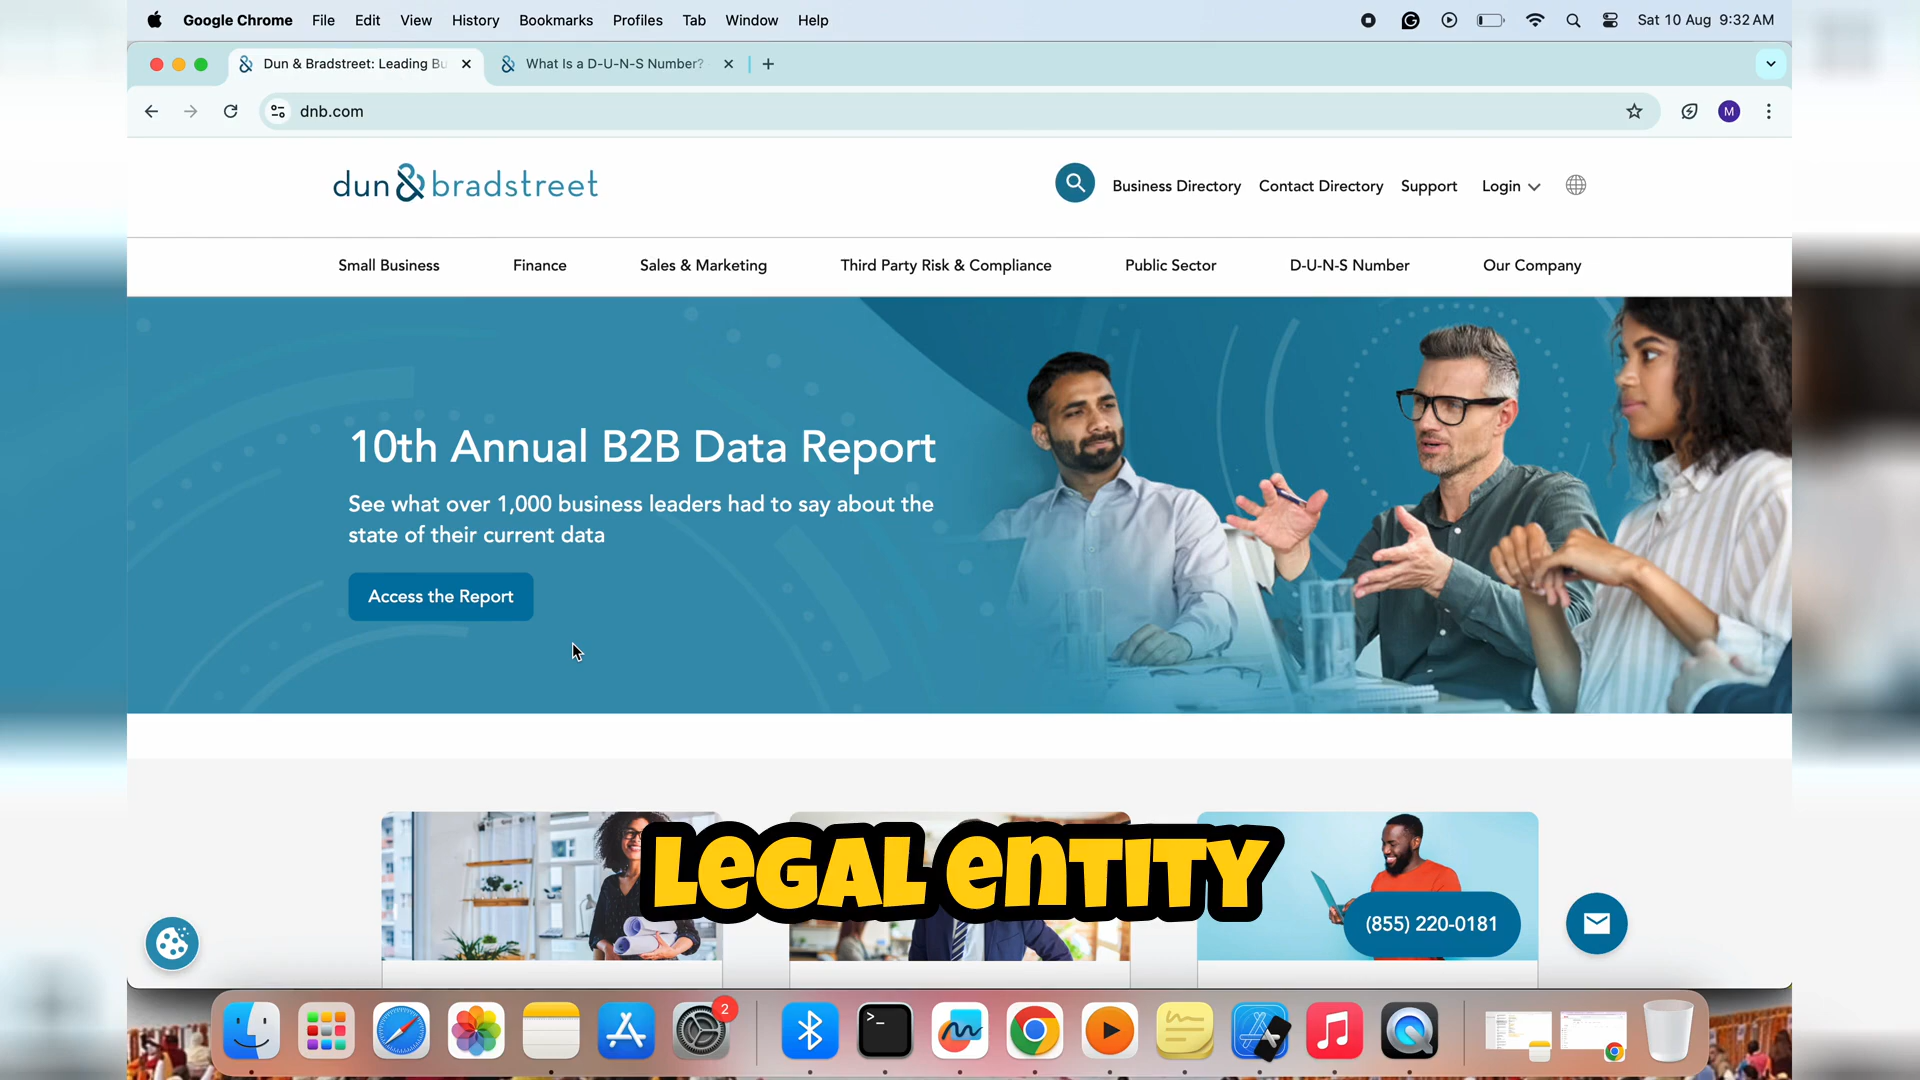 Google Chrome File Edit View History Bookmarks Profiles Tab Window Help Sat 10 Aug 9:32 AM
Dun & Bradstreet: Leading Bu What Is a D-U-N-S Number?
dnb.com M
dun & bradstreet
Business Directory Contact Directory Support Login
Small Business Finance Sales & Marketing Third Party Risk & Compliance Public Sector D-U-N-S Number Our Company
10th Annual B2B Data Report
See what over 1,000 business leaders had to say about the
state of their current data
Access the Report
Legal entity
(855) 220-0181
2